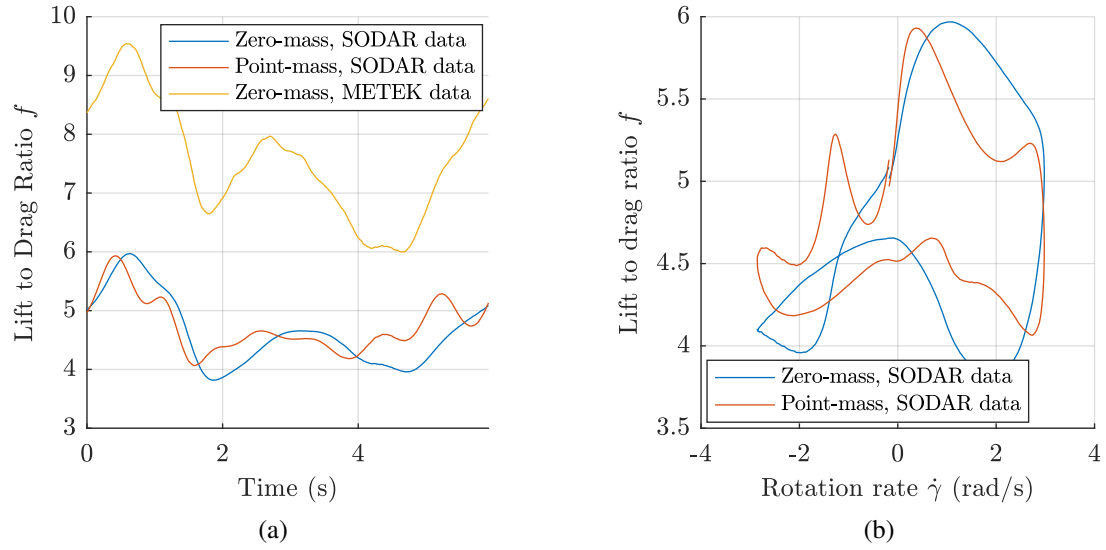 10
9
8
7
6
5
4
3
Lift to Drag Ratio f
Zero-mass, SODAR data
Point-mass, SODAR data
Zero-mass, METEK data
0 2 4
Time (s)
(a)
6
5.5
5
4.5
4
3.5
Lift to drag ratio f
Zero-mass, SODAR data
Point-mass, SODAR data
-4 -2 0 2 4
Rotation rate γ̇ (rad/s)
(b)